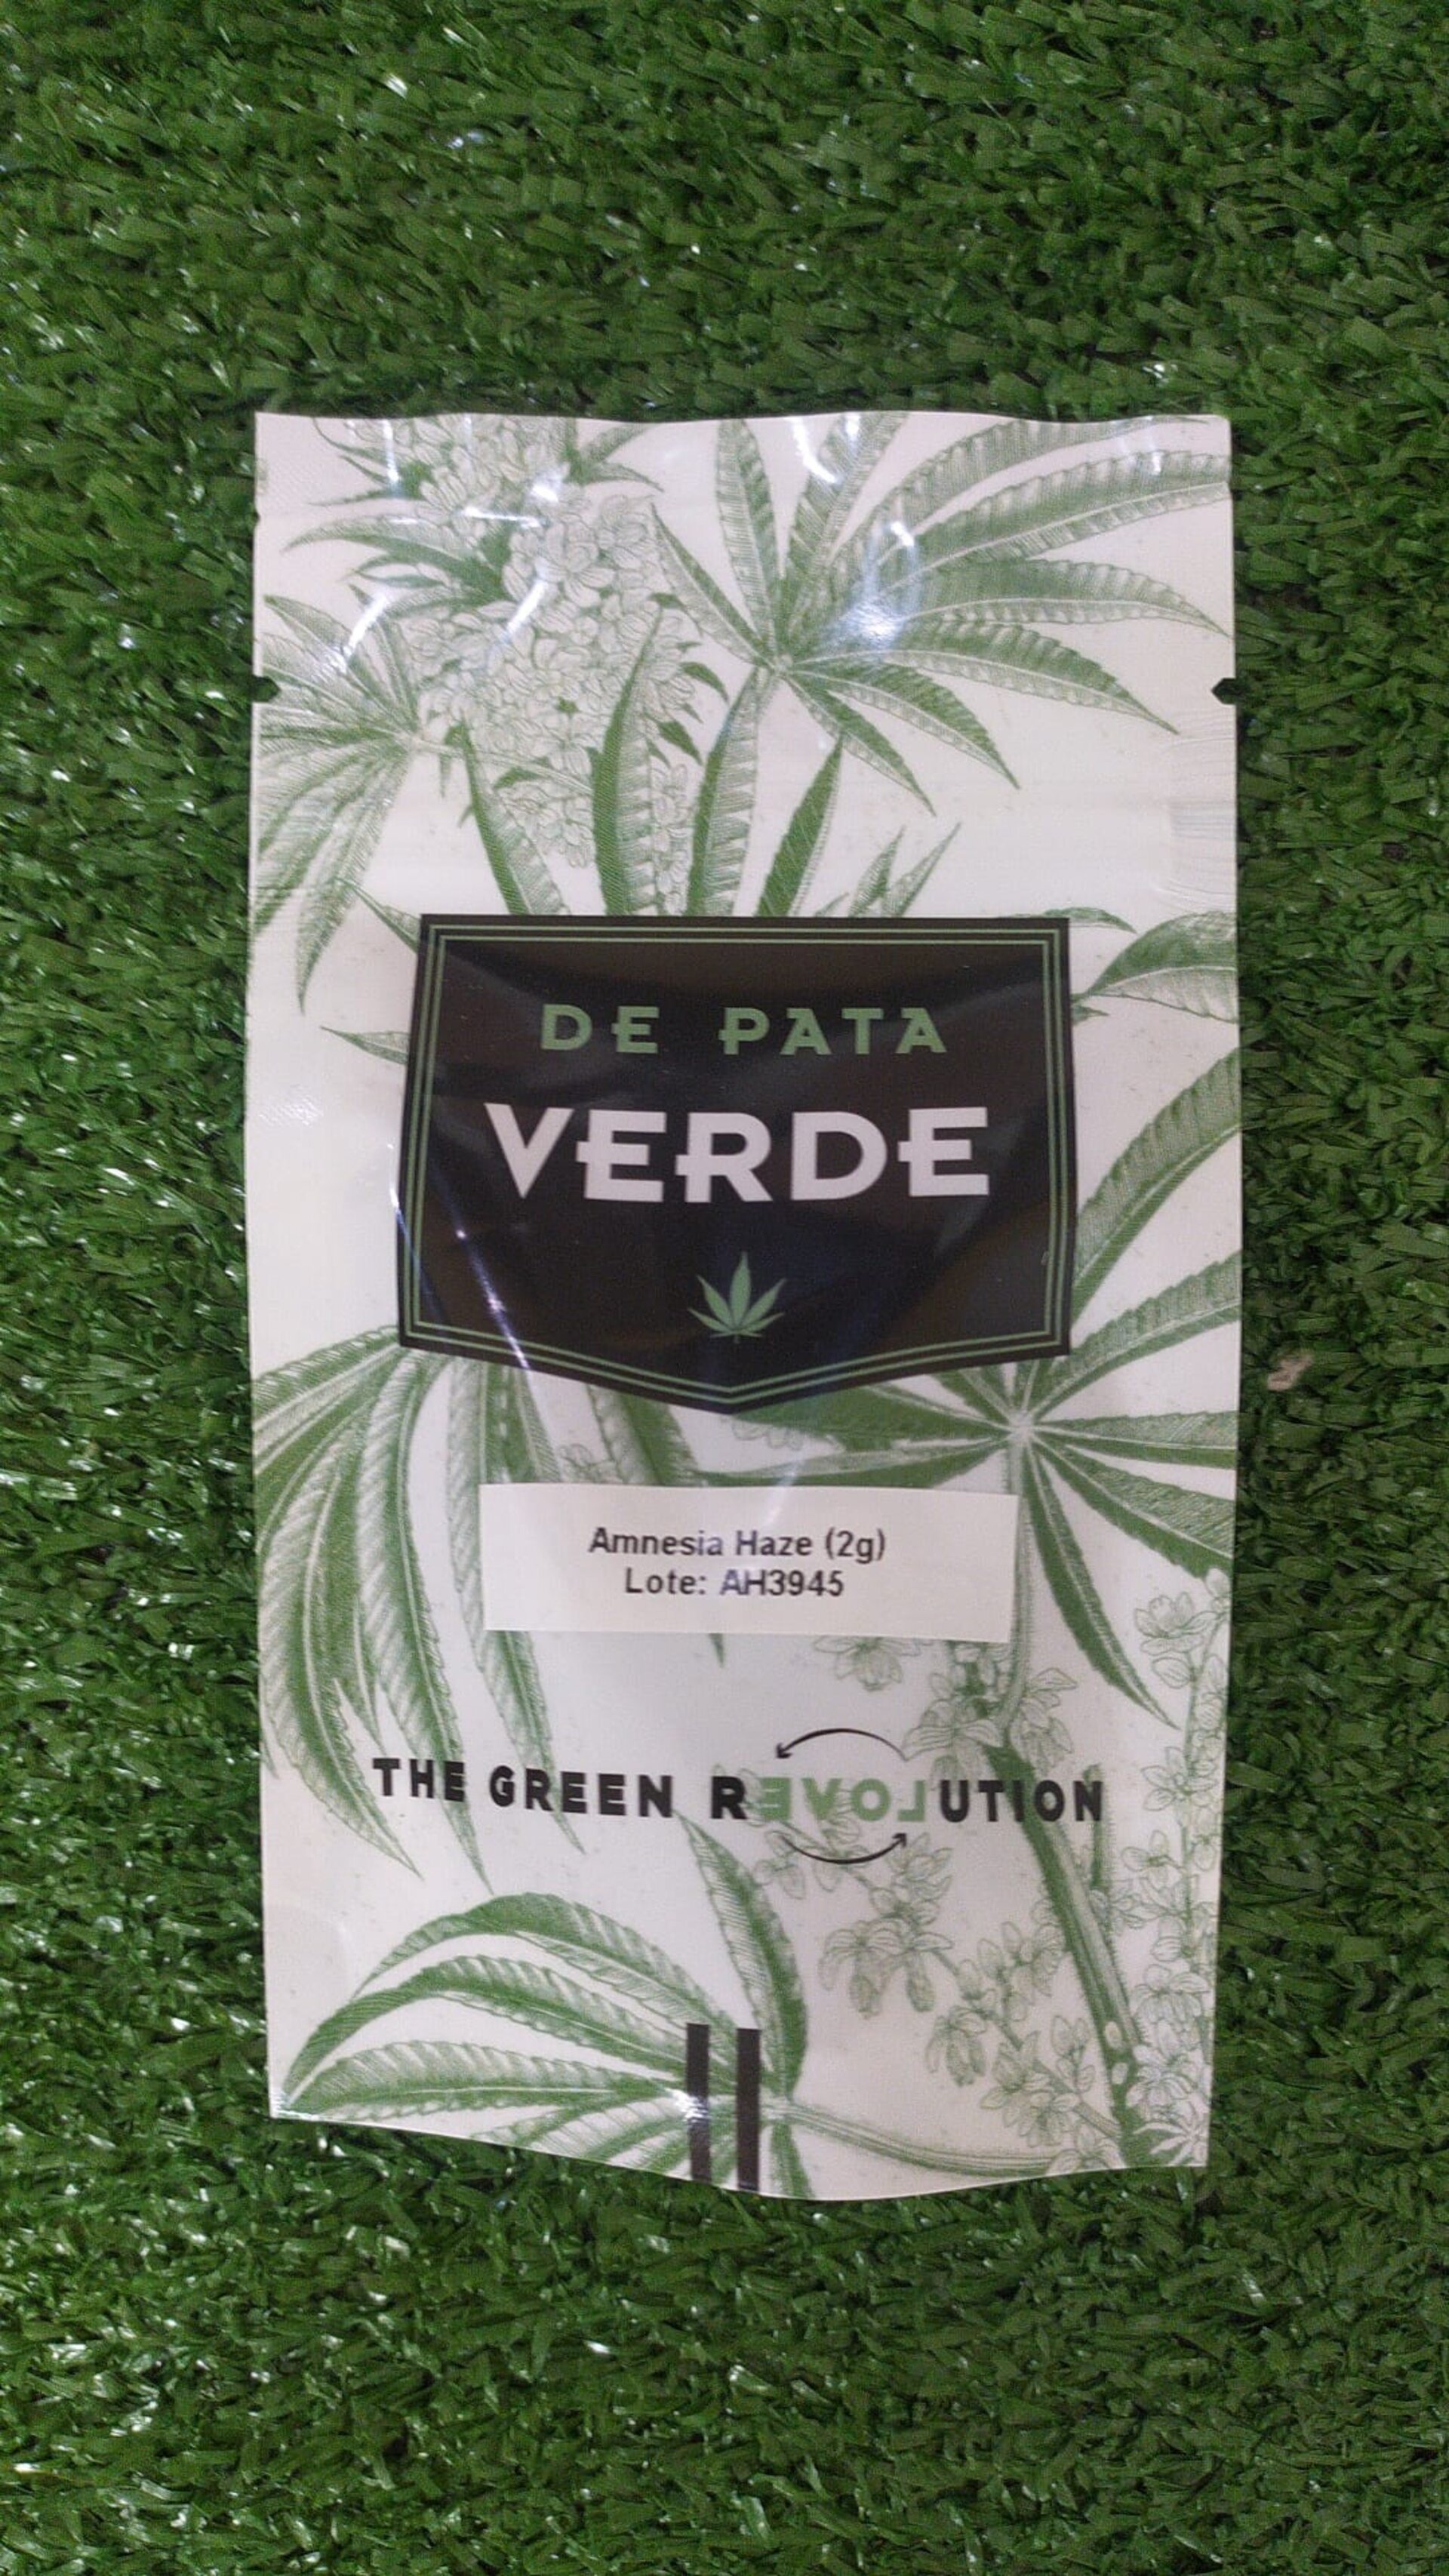 DE PATA
VERDE
Amnesia Haze (2g)
Lote: AH3945
THE GREEN REVOLUTION